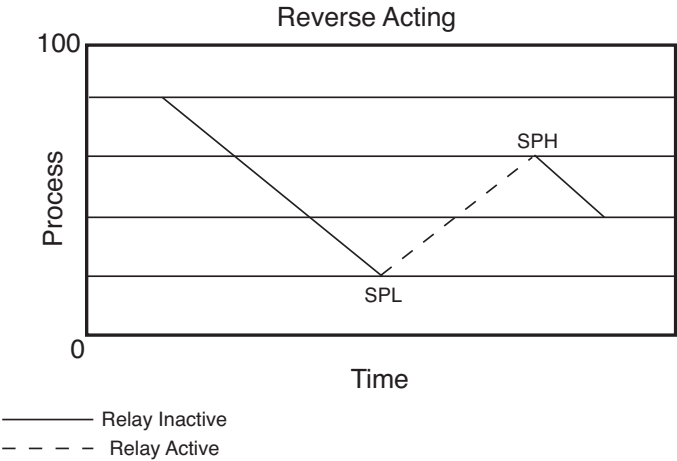 Reverse Acting
100
SPH
Process
SPL
0
Time
Relay Inactive
Relay Active